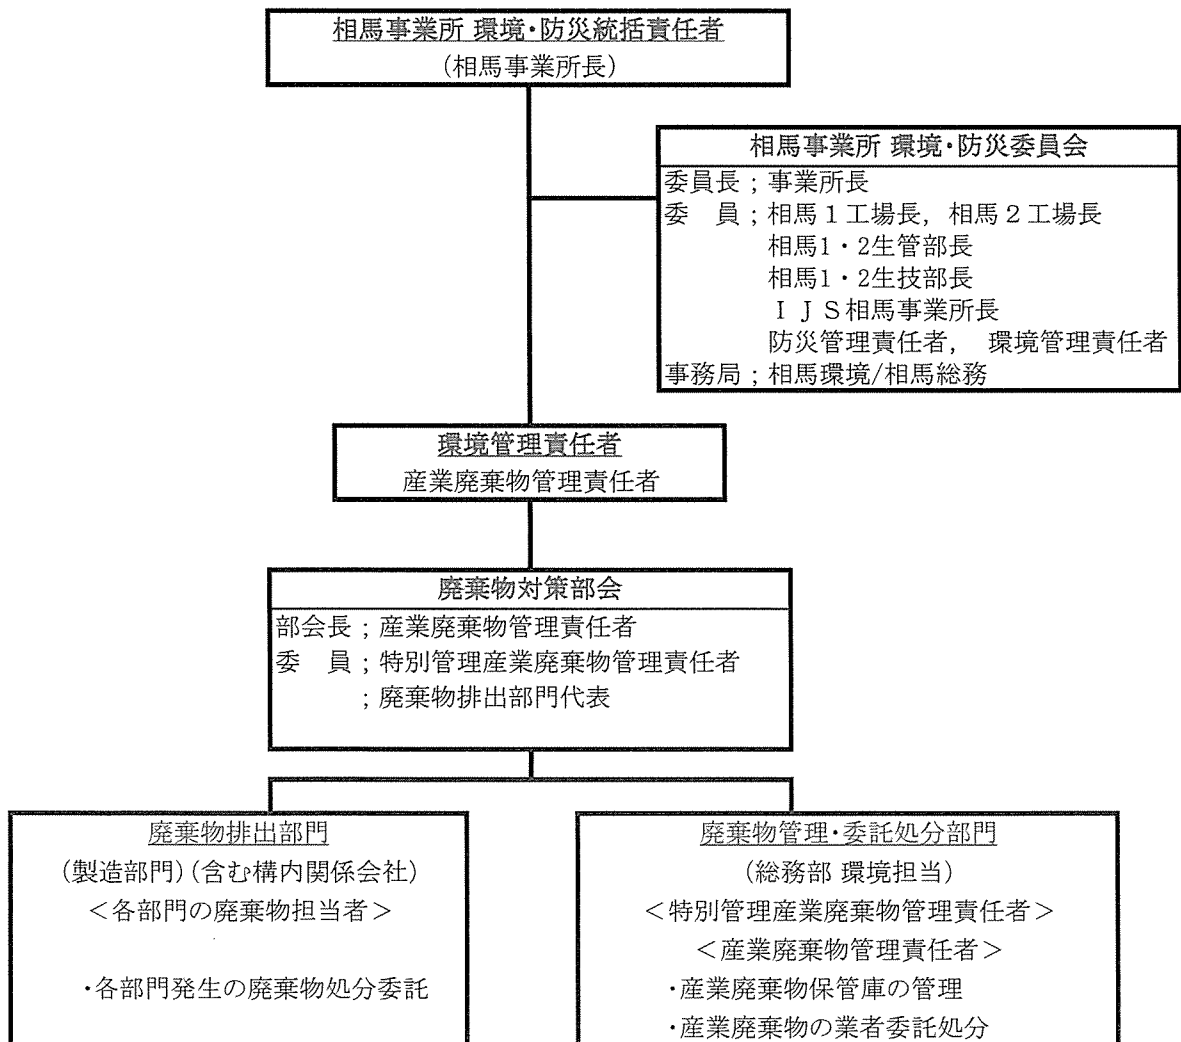 相馬事業所 環境・防災統括責任者
(相馬事業所長)
相馬事業所 環境・防災委員会
委員長；事業所長
委　員；相馬１工場長，相馬２工場長
相馬1・2生管部長
相馬1・2生技部長
ＩＪＳ相馬事業所長
防災管理責任者，　環境管理責任者
事務局；相馬環境/相馬総務
環境管理責任者
産業廃棄物管理責任者
廃棄物対策部会
部会長；産業廃棄物管理責任者
委　員；特別管理産業廃棄物管理責任者
；廃棄物排出部門代表
廃棄物排出部門
(製造部門)(含む構内関係会社)
＜各部門の廃棄物担当者＞
・各部門発生の廃棄物処分委託
廃棄物管理・委託処分部門
(総務部 環境担当)
＜特別管理産業廃棄物管理責任者＞
＜産業廃棄物管理責任者＞
・産業廃棄物保管庫の管理
・産業廃棄物の業者委託処分